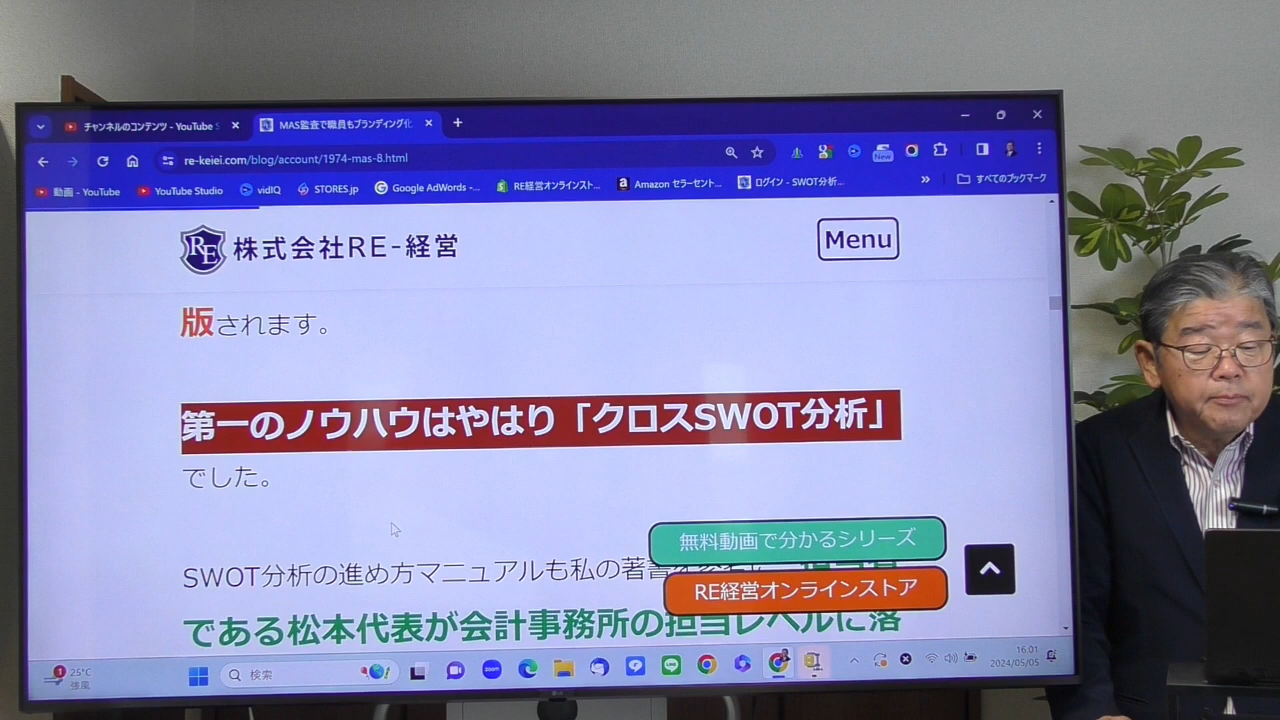 チャンネルのコンテンツ - YouTube S
MAS監査で職員もブランディング化
re-keiei.com/blog/account/1974-mas-8.html
New
動画 - YouTube
YouTube Studio
vidIQ
STORES.jp
Google AdWords -...
RE経営オンラインスト...
Amazon セラーセント...
ログイン - SWOT分析...
すべてのブックマーク
RE 株式会社RE-経営
Menu
版されます。
第一のノウハウはやはり「クロスSWOT分析」
でした。
無料動画で分かるシリーズ
SWOT分析の進め方マニュアルも私の著書
RE経営オンラインストア
である松本代表が会計事務所の担当レベルに落
1
25°C
強風
検索
zoom
LINE
16:01
2024/05/05
LG